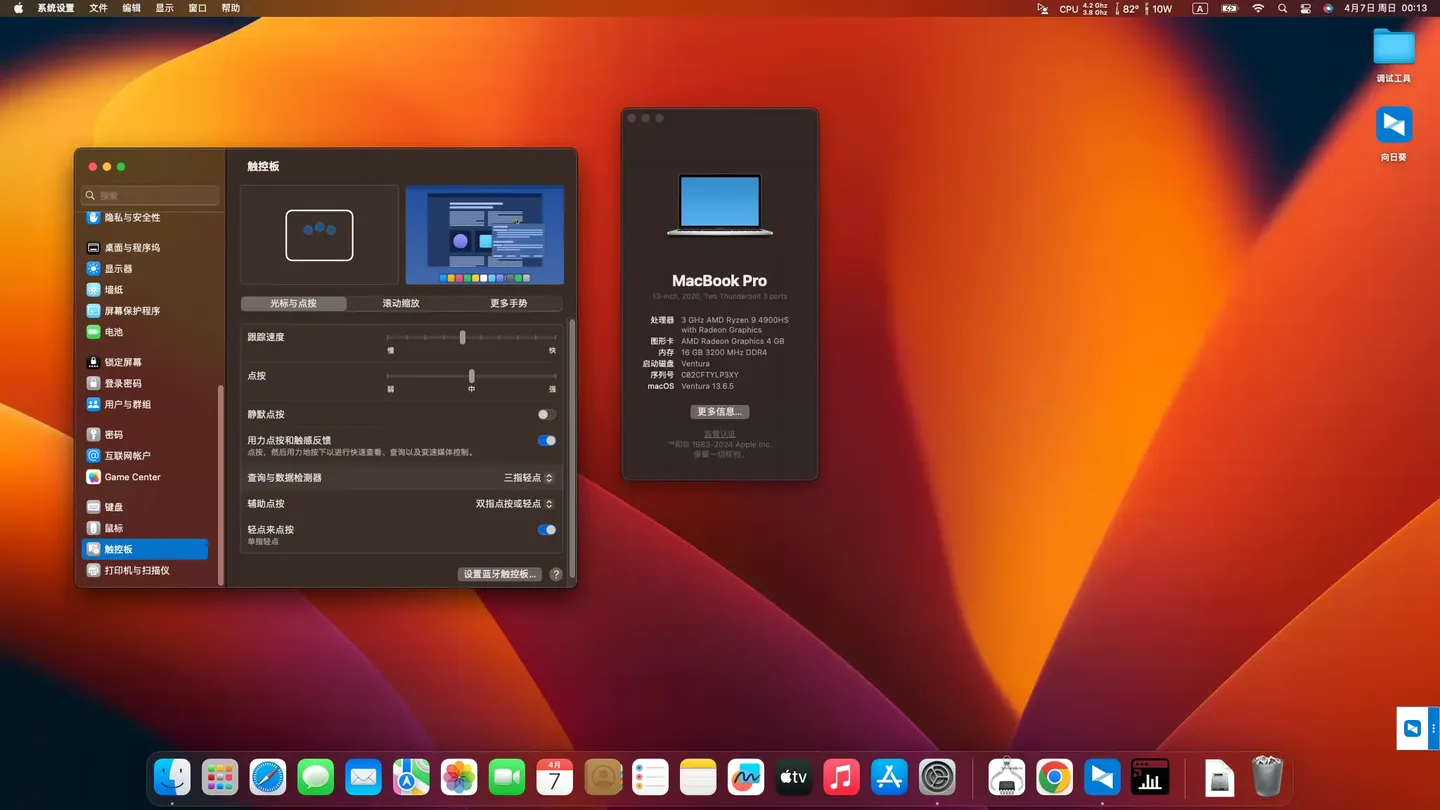 系统设置 文件 编辑 显示 窗口 帮助
CPU 4.2 Ghz 3.8 Ghz 82° 10W A 4月7日 周日 00:13
调试工具
向日葵
搜索
隐私与安全性
桌面与程序坞
显示器
墙纸
屏幕保护程序
电池
锁定屏幕
登录密码
用户与群组
密码
互联网帐户
Game Center
键盘
鼠标
触控板
打印机与扫描仪
触控板
光标与点按 滚动缩放 更多手势
跟踪速度
慢 快
点按
弱 中 强
静默点按
用力点按和触感反馈
点按，然后用力地按下以进行快速查看、查询以及变速媒体控制。
查询与数据检测器 三指轻点
辅助点按 双指点按或轻点
轻点来点按
单指轻点
设置蓝牙触控板... ?
MacBook Pro
13-inch, 2020, Two Thunderbolt 3 ports
处理器 3 GHz AMD Ryzen 9 4900HS
with Radeon Graphics
图形卡 AMD Radeon Graphics 4 GB
内存 16 GB 3200 MHz DDR4
启动磁盘 Ventura
序列号 C02CFTYLP3XY
macOS Ventura 13.6.5
更多信息...
监管认证
™和© 1983-2024 Apple Inc.
保留一切权利。
4月
7
tv